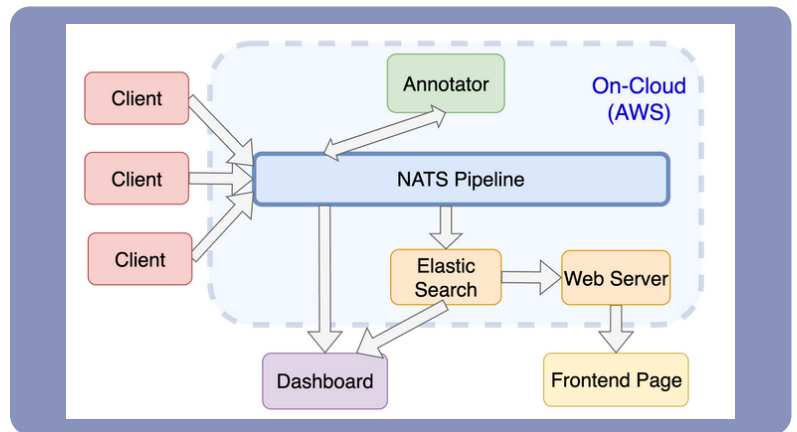 Client
Annotator
On-Cloud
(AWS)
Client
NATS Pipeline
Client
Elastic
Search
Web Server
Dashboard
Frontend Page